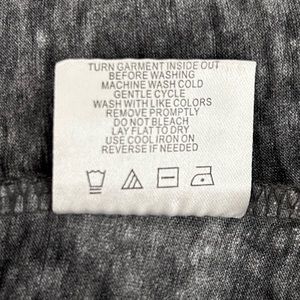 TURN GARMENT INSIDE OUT
BEFORE WASHING
MACHINE WASH COLD
GENTLE CYCLE
WASH WITH LIKE COLORS
REMOVE PROMPTLY
DO NOT BLEACH
LAY FLAT TO DRY
USE COOL IRON ON
REVERSE IF NEEDED